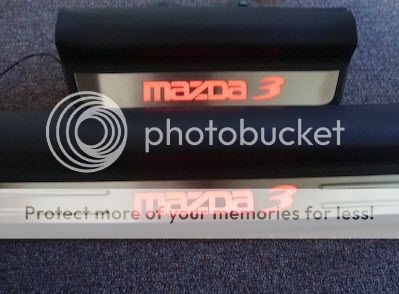 mazda 3
photobucket
mazda 3
Protect more of your memories for less!